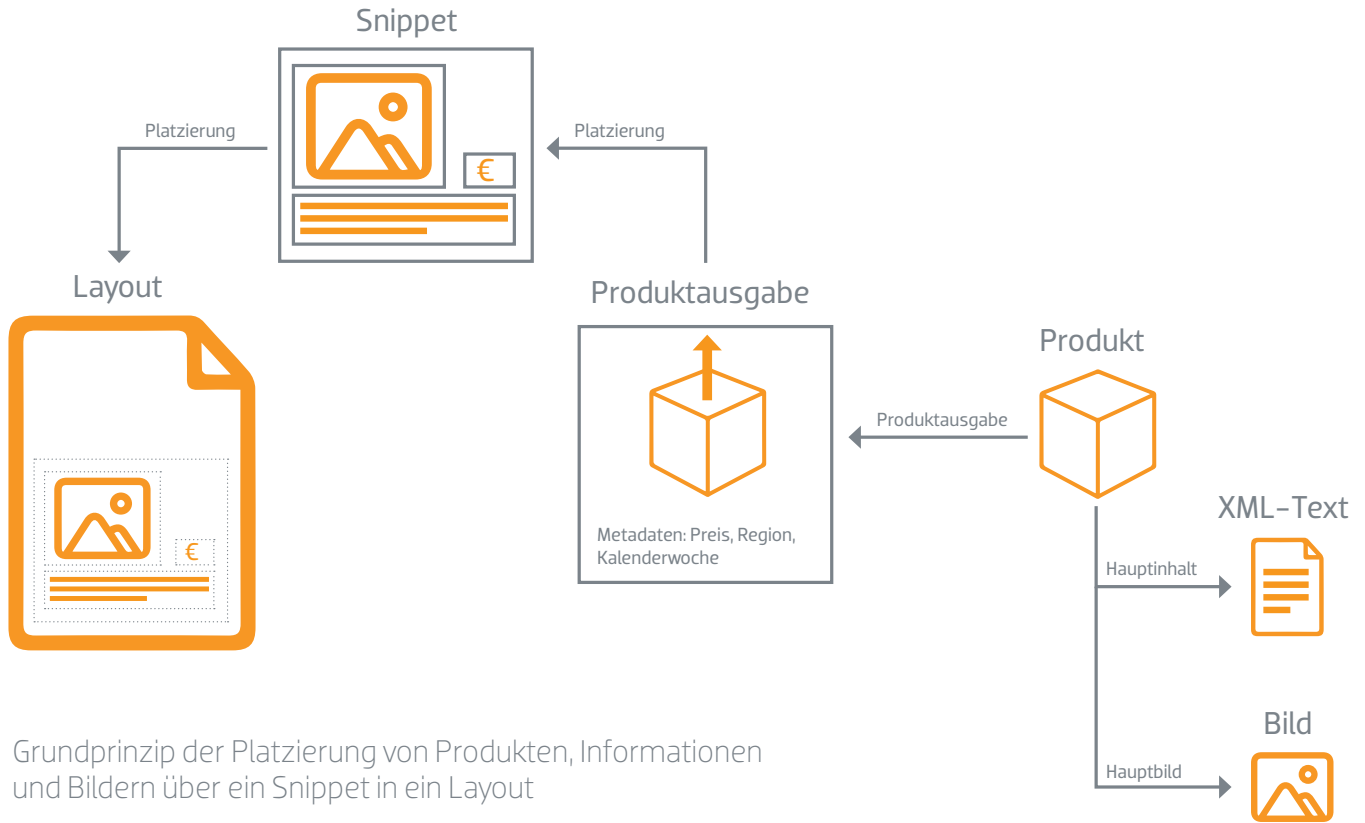 Snippet
Platzierung
Platzierung
€
Layout
Produktausgabe
Produkt
Produktausgabe
Metadaten: Preis, Region,
Kalenderwoche
XML-Text
Hauptinhalt
€
Bild
Hauptbild
Grundprinzip der Platzierung von Produkten, Informationen
und Bildern über ein Snippet in ein Layout